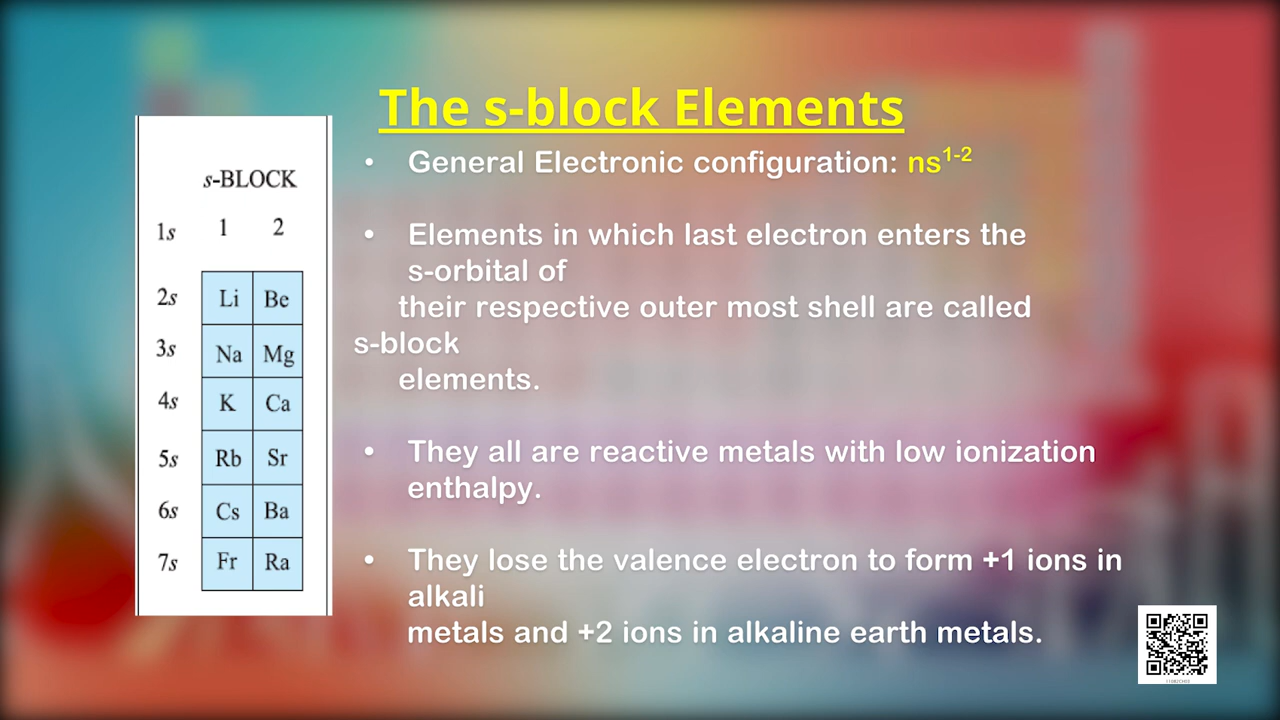 The s-block Elements
s-BLOCK
1s 1 2
2s Li Be
3s Na Mg
4s K Ca
5s Rb Sr
6s Cs Ba
7s Fr Ra
• General Electronic configuration: ns¹⁻²
• Elements in which last electron enters the
s-orbital of
their respective outer most shell are called
s-block
elements.
• They all are reactive metals with low ionization
enthalpy.
• They lose the valence electron to form +1 ions in
alkali
metals and +2 ions in alkaline earth metals.